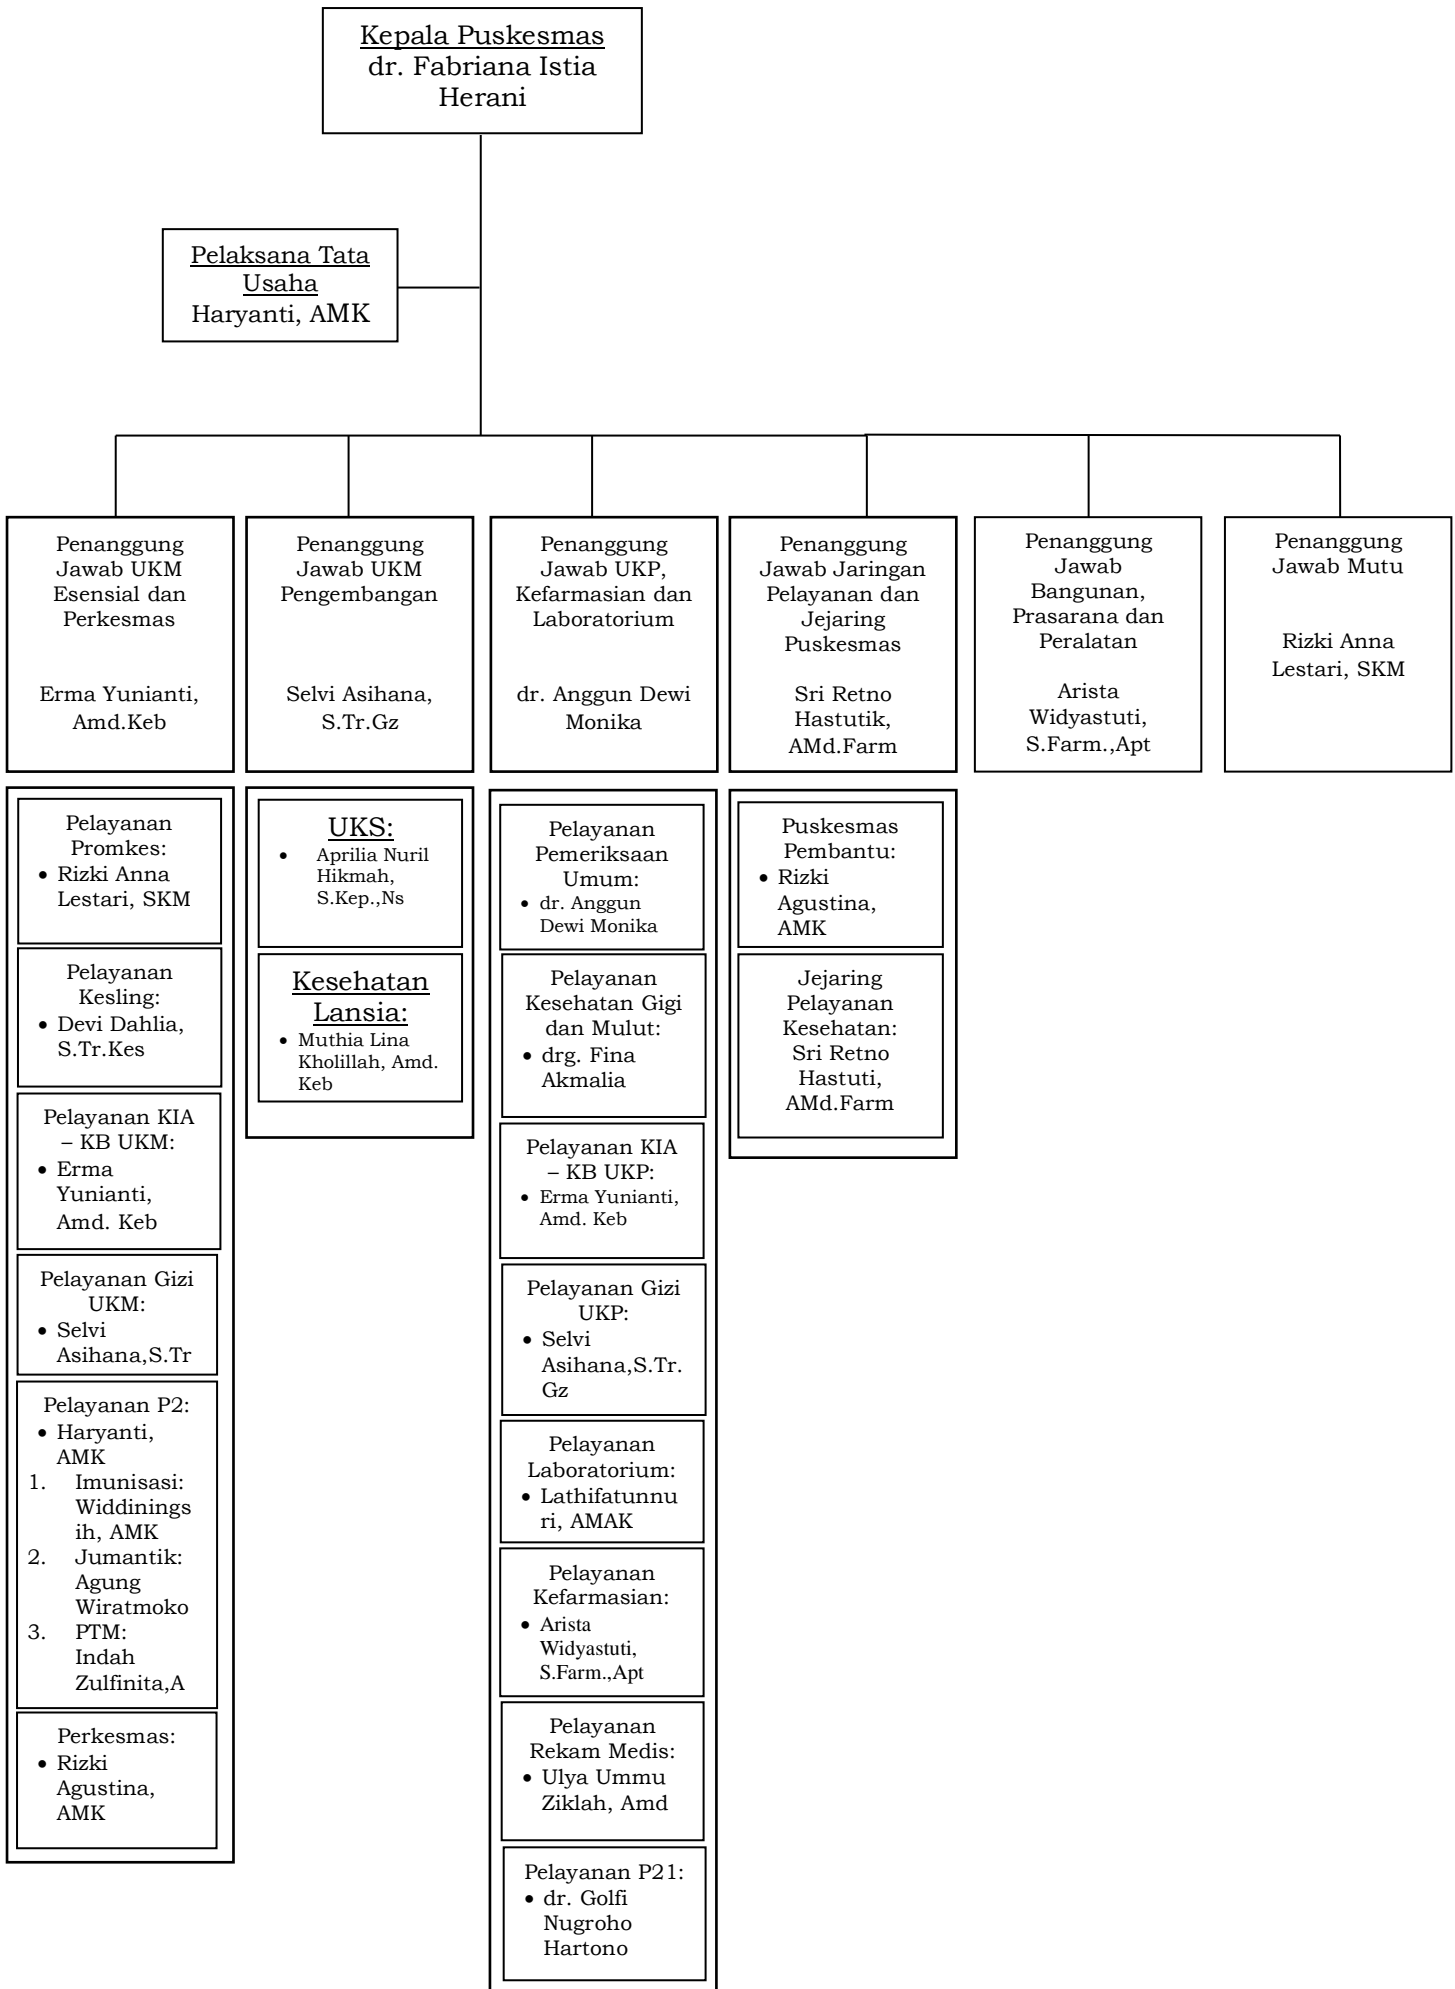 Kepala Puskesmas
dr. Fabriana Istia
Herani
Pelaksana Tata
Usaha
Haryanti, AMK
Penanggung
Jawab UKM
Esensial dan
Perkesmas
Erma Yunianti,
Amd.Keb
Penanggung
Jawab UKM
Pengembangan
Selvi Asihana,
S.Tr.Gz
Penanggung
Jawab UKP,
Kefarmasian dan
Laboratorium
dr. Anggun Dewi
Monika
Penanggung
Jawab Jaringan
Pelayanan dan
Jejaring
Puskesmas
Sri Retno
Hastutik,
AMd.Farm
Penanggung
Jawab
Bangunan,
Prasarana dan
Peralatan
Arista
Widyastuti,
S.Farm.,Apt
Penanggung
Jawab Mutu
Rizki Anna
Lestari, SKM
Pelayanan
Promkes:
• Rizki Anna
Lestari, SKM
Pelayanan
Kesling:
• Devi Dahlia,
S.Tr.Kes
Pelayanan KIA
– KB UKM:
• Erma
Yunianti,
Amd. Keb
Pelayanan Gizi
UKM:
• Selvi
Asihana,S.Tr
Pelayanan P2:
• Haryanti,
AMK
1. Imunisasi:
Widdinings
ih, AMK
2. Jumantik:
Agung
Wiratmoko
3. PTM:
Indah
Zulfinita,A
Perkesmas:
• Rizki
Agustina,
AMK
UKS:
• Aprilia Nuril
Hikmah,
S.Kep.,Ns
Kesehatan
Lansia:
• Muthia Lina
Kholillah, Amd.
Keb
Pelayanan
Pemeriksaan
Umum:
• dr. Anggun
Dewi Monika
Pelayanan
Kesehatan Gigi
dan Mulut:
• drg. Fina
Akmalia
Pelayanan KIA
– KB UKP:
• Erma Yunianti,
Amd. Keb
Pelayanan Gizi
UKP:
• Selvi
Asihana,S.Tr.
Gz
Pelayanan
Laboratorium:
• Lathifatunnu
ri, AMAK
Pelayanan
Kefarmasian:
• Arista
Widyastuti,
S.Farm.,Apt
Pelayanan
Rekam Medis:
• Ulya Ummu
Ziklah, Amd
Pelayanan P21:
• dr. Golfi
Nugroho
Hartono
Puskesmas
Pembantu:
• Rizki
Agustina,
AMK
Jejaring
Pelayanan
Kesehatan:
Sri Retno
Hastuti,
AMd.Farm